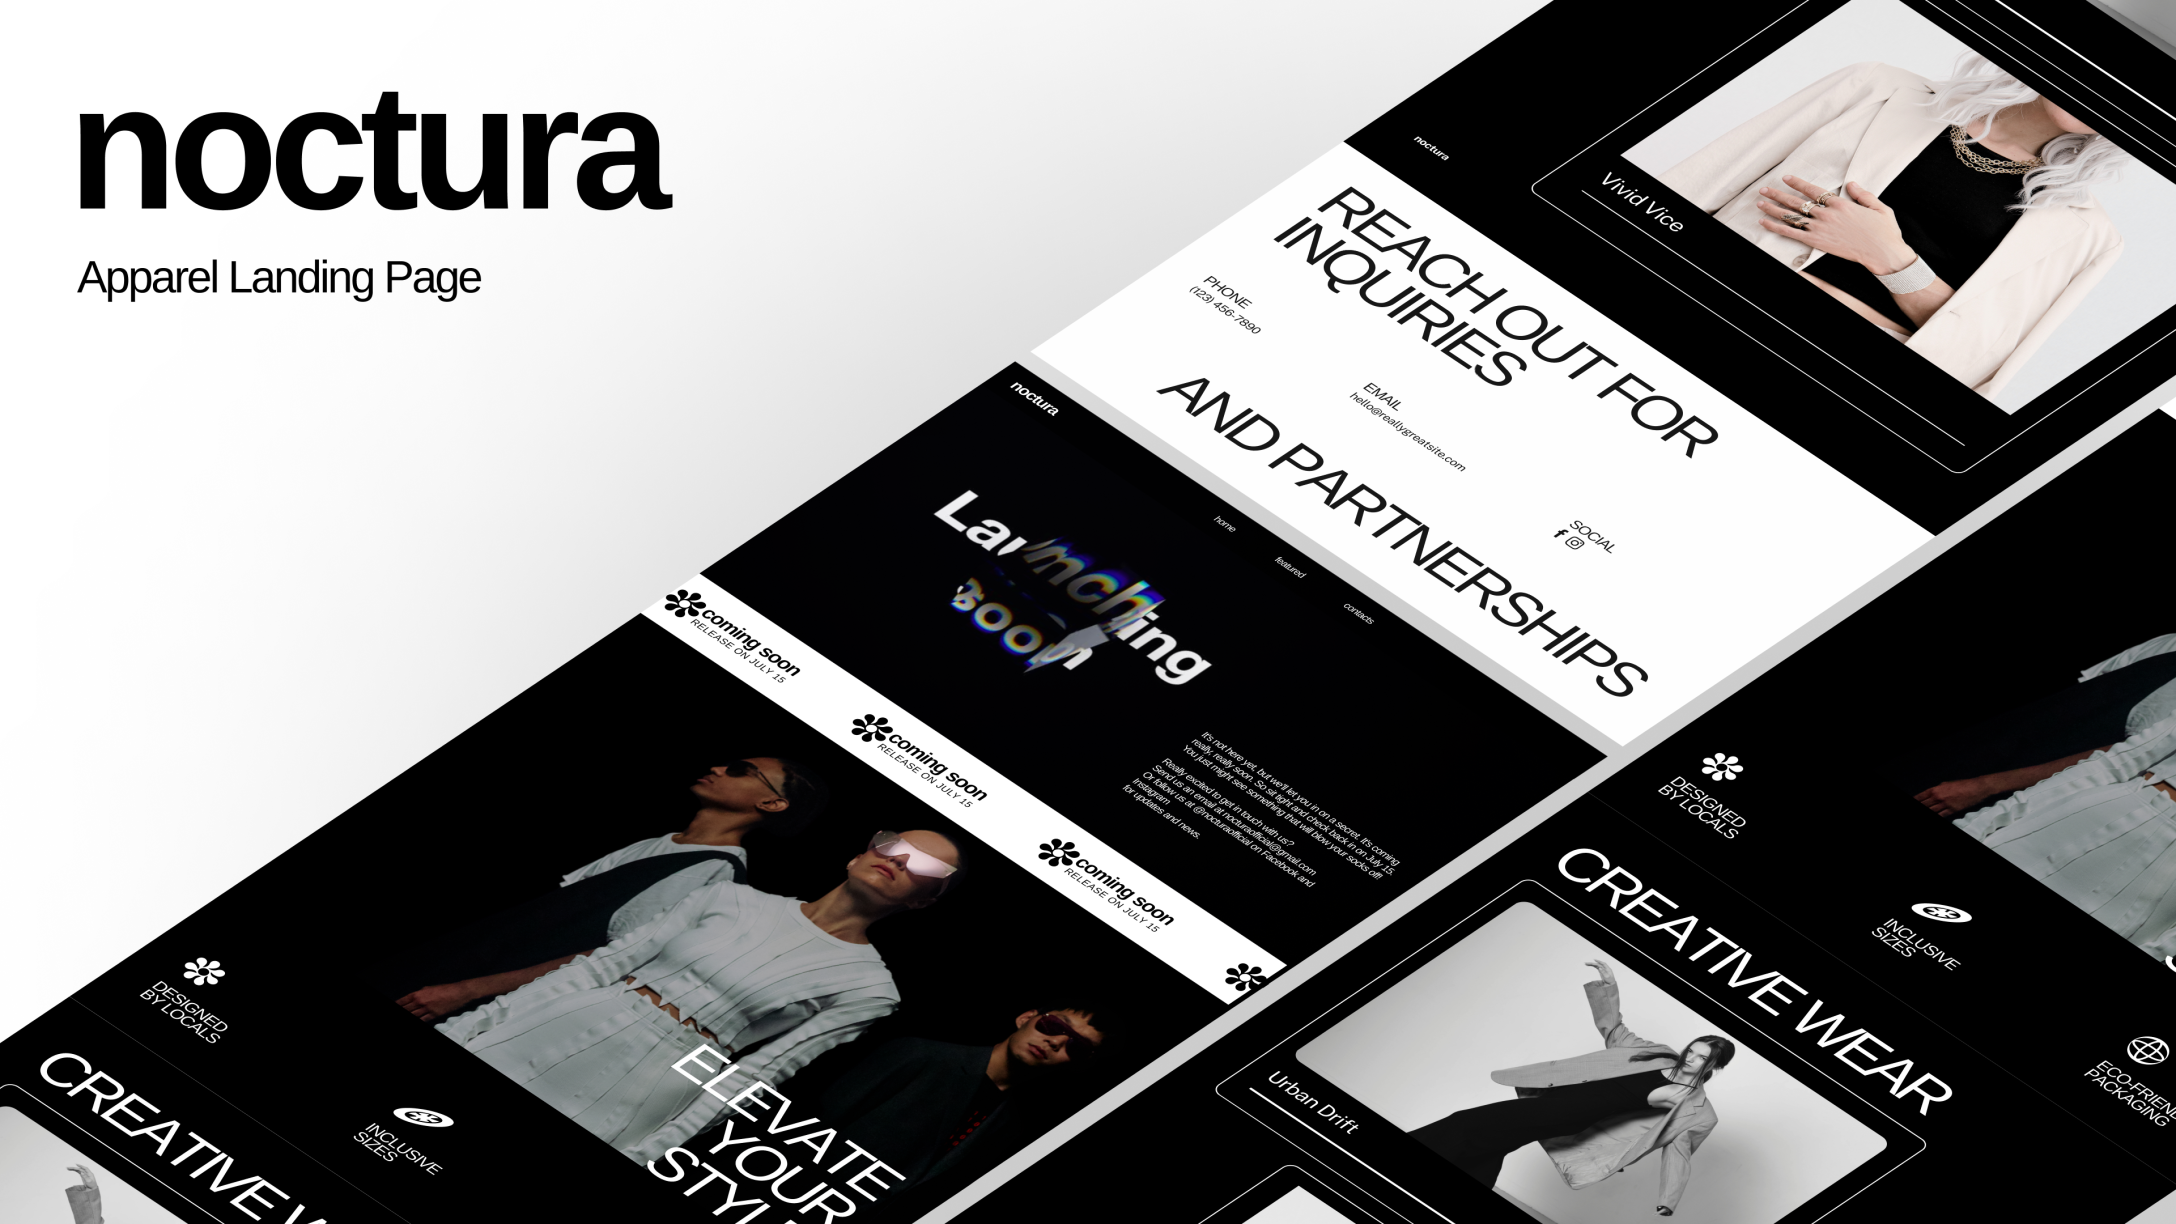 noctura
Apparel Landing Page
noctura
Vivid Vice
REACH OUT FOR
INQUIRIES
PHONE
(123) 456-7890
EMAIL
hello@reallygreatsite.com
AND PARTNERSHIPS
SOCIAL
noctura
home
featured
contacts
Launching
soon
It's not here yet, but we'll let you in on a secret. It's coming
really, really soon. So sit tight and check back in on July 15.
You just might see something that will blow your socks off!
Really excited to get in touch with us?
Send us an email at nocturaofficial@gmail.com
Or follow us at @nocturaofficial on Facebook and
Instagram
for updates and news.
coming soon
RELEASE ON JULY 15
coming soon
RELEASE ON JULY 15
coming soon
RELEASE ON JULY 15
ELEVATE
YOUR
DESIGNED
BY LOCALS
INCLUSIVE
SIZES
CREATIVE
DESIGNED
BY LOCALS
INCLUSIVE
SIZES
PACKAGING
CREATIVE WEAR
Urban Drift